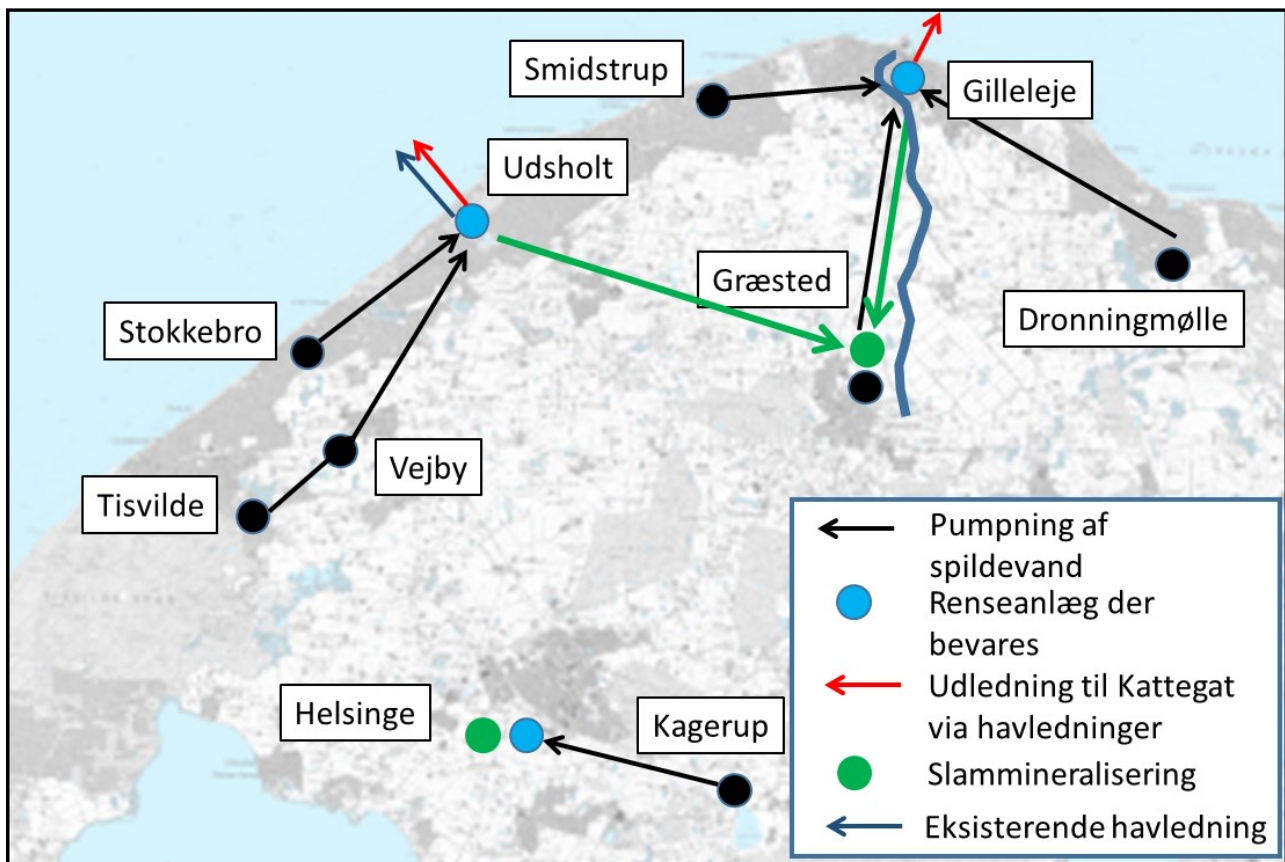 Smidstrup
Gilleleje
Udsholt
Græsted
Stokkebro
Dronningmølle
Vejby
Tisvilde
Helsinge
Kagerup
Pumpning af
spildevand
Renseanlæg der
bevares
Udledning til Kattegat
via havledninger
Slammineralisering
Eksisterende havledning